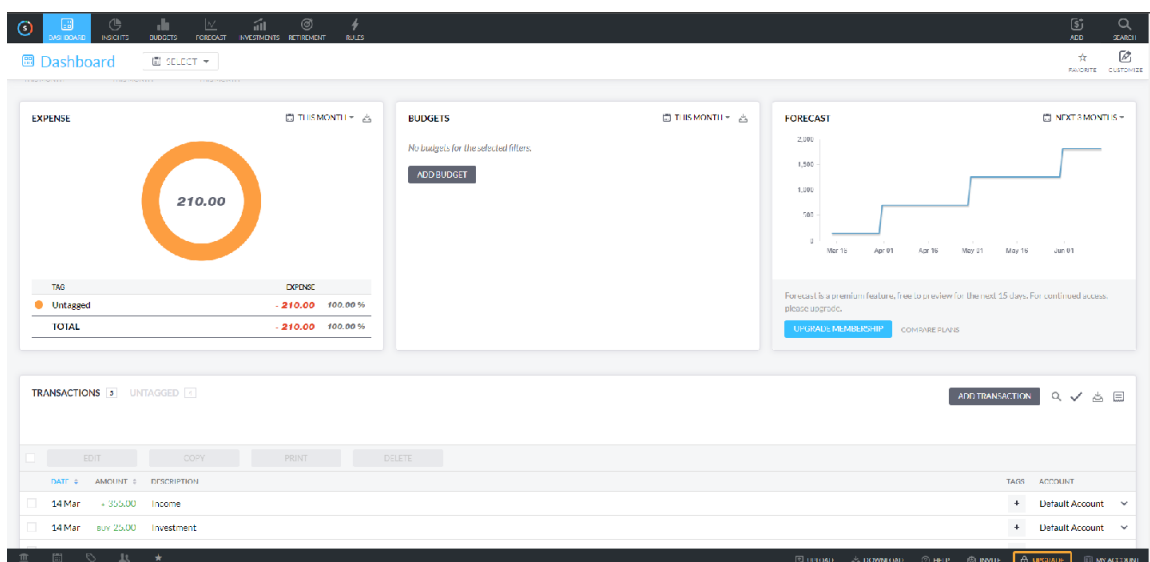 DASHBOARD INSIGHTS BUDGETS FORECAST INVESTMENTS RETIREMENT RULES ADD SEARCH
Dashboard SELECT FAVORITE CUSTOMIZE
EXPENSE THIS MONTH
210.00
TAG EXPENSE
Untagged - 210.00 100.00 %
TOTAL - 210.00 100.00 %
BUDGETS THIS MONTH
No budgets for the selected filters.
ADD BUDGET
FORECAST NEXT 3 MONTHS
2,000
1,500
1,000
500
0
Mar 16 Apr 01 Apr 16 May 01 May 16 Jun 01
Forecast is a premium feature, free to preview for the next 15 days. For continued access,
please upgrade.
UPGRADE MEMBERSHIP COMPARE PLANS
TRANSACTIONS UNTAGGED ADD TRANSACTION
EDIT COPY PRINT DELETE
DATE AMOUNT DESCRIPTION TAGS ACCOUNT
14 Mar + 355.00 Income + Default Account
14 Mar BUY 25.00 Investment + Default Account
UPLOAD DOWNLOAD HELP INVITE UPGRADE MY ACCOUNT